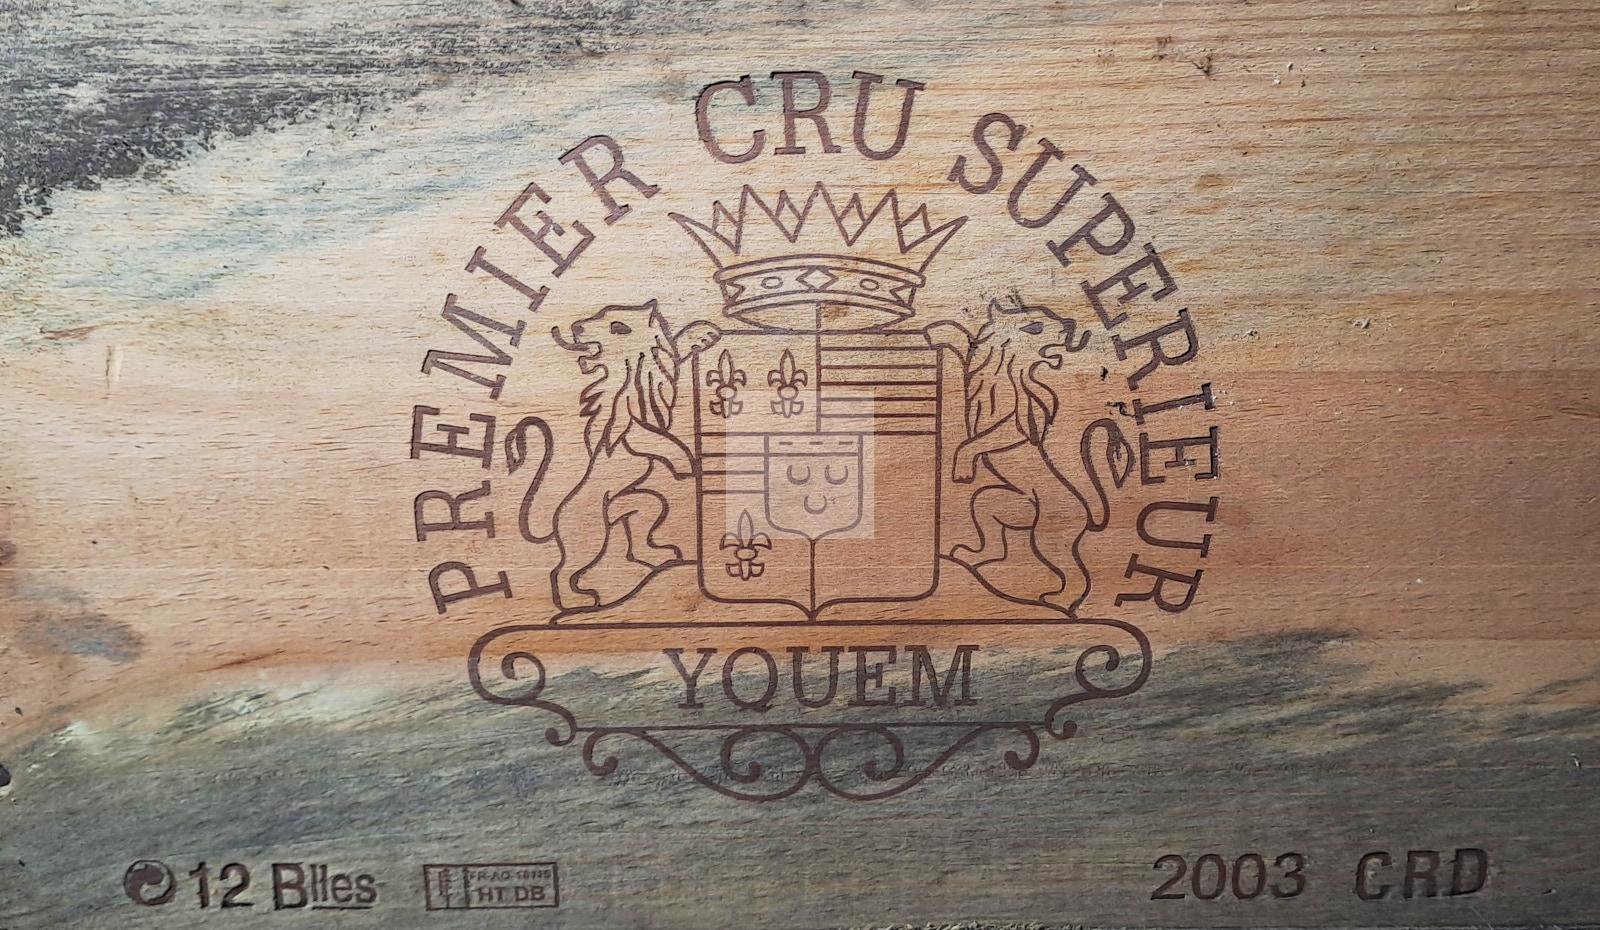 PREMIER CRU SUPERIEUR
YQUEM
12 Blles
HT DB
2003 CRD